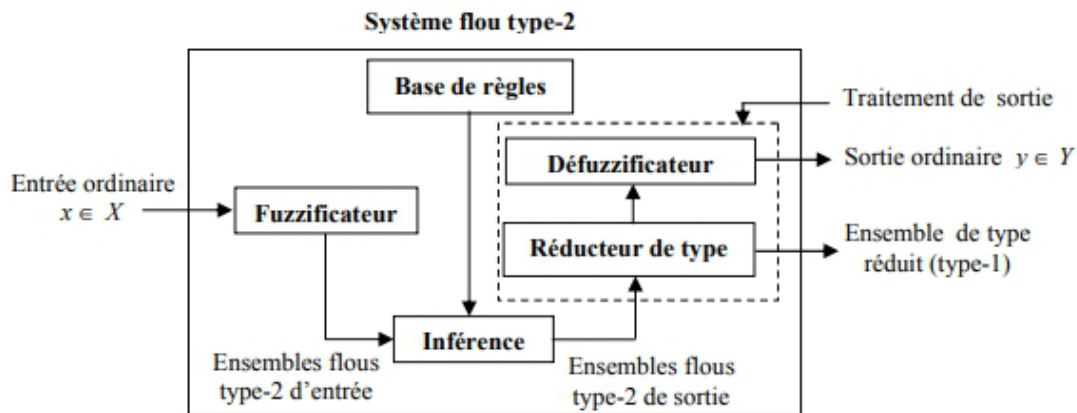 Système flou type-2
Base de règles
Traitement de sortie
Défuzzificateur
Sortie ordinaire y ∈ Y
Entrée ordinaire
x ∈ X
Fuzzificateur
Réducteur de type
Ensemble de type
réduit (type-1)
Inférence
Ensembles flous
type-2 d’entrée
Ensembles flous
type-2 de sortie